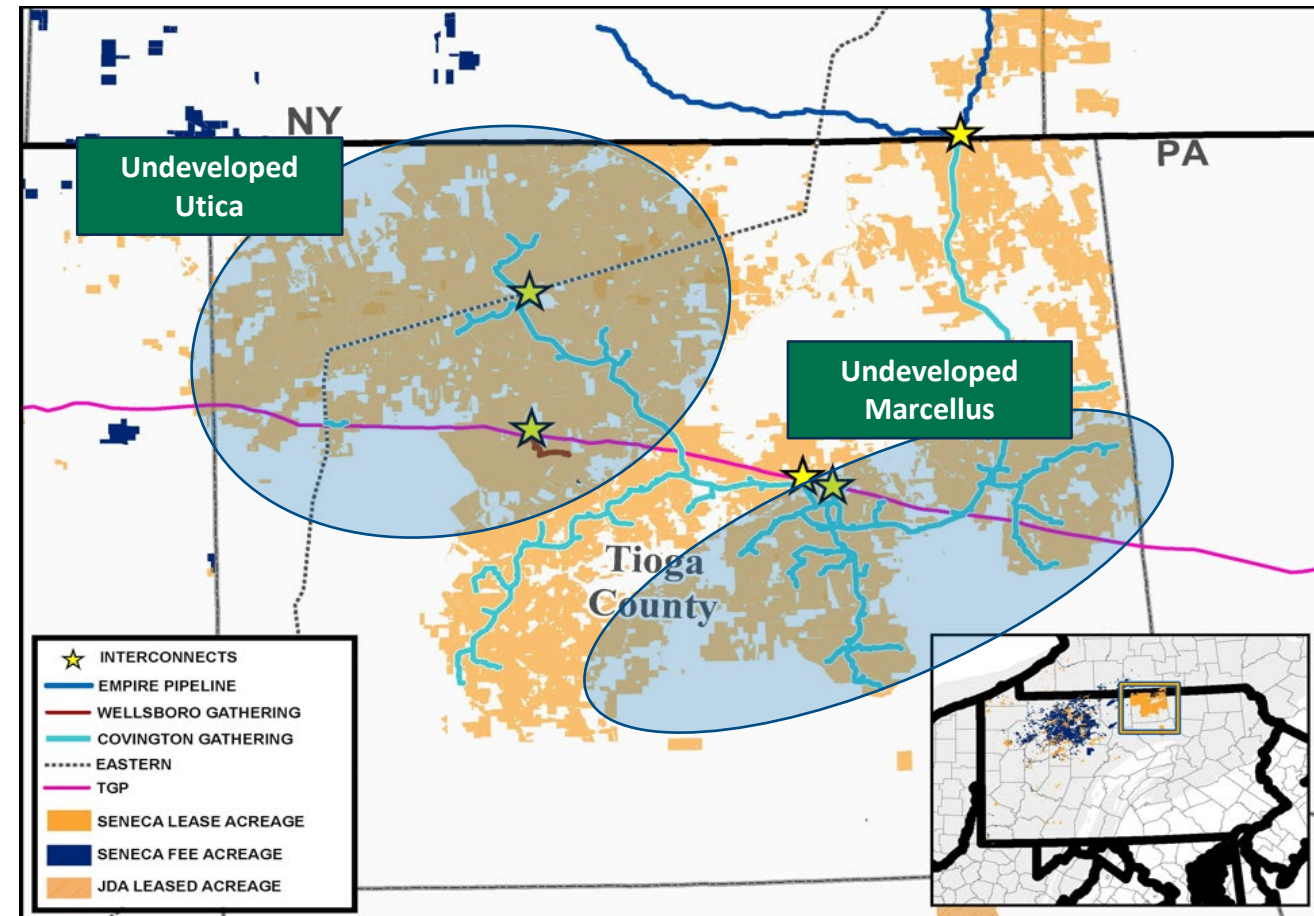 NY
PA
Undeveloped
Utica
Undeveloped
Marcellus
Tioga
County
INTERCONNECTS
EMPIRE PIPELINE
WELLSBORO GATHERING
COVINGTON GATHERING
EASTERN
TGP
SENECA LEASE ACREAGE
SENECA FEE ACREAGE
JDA LEASED ACREAGE